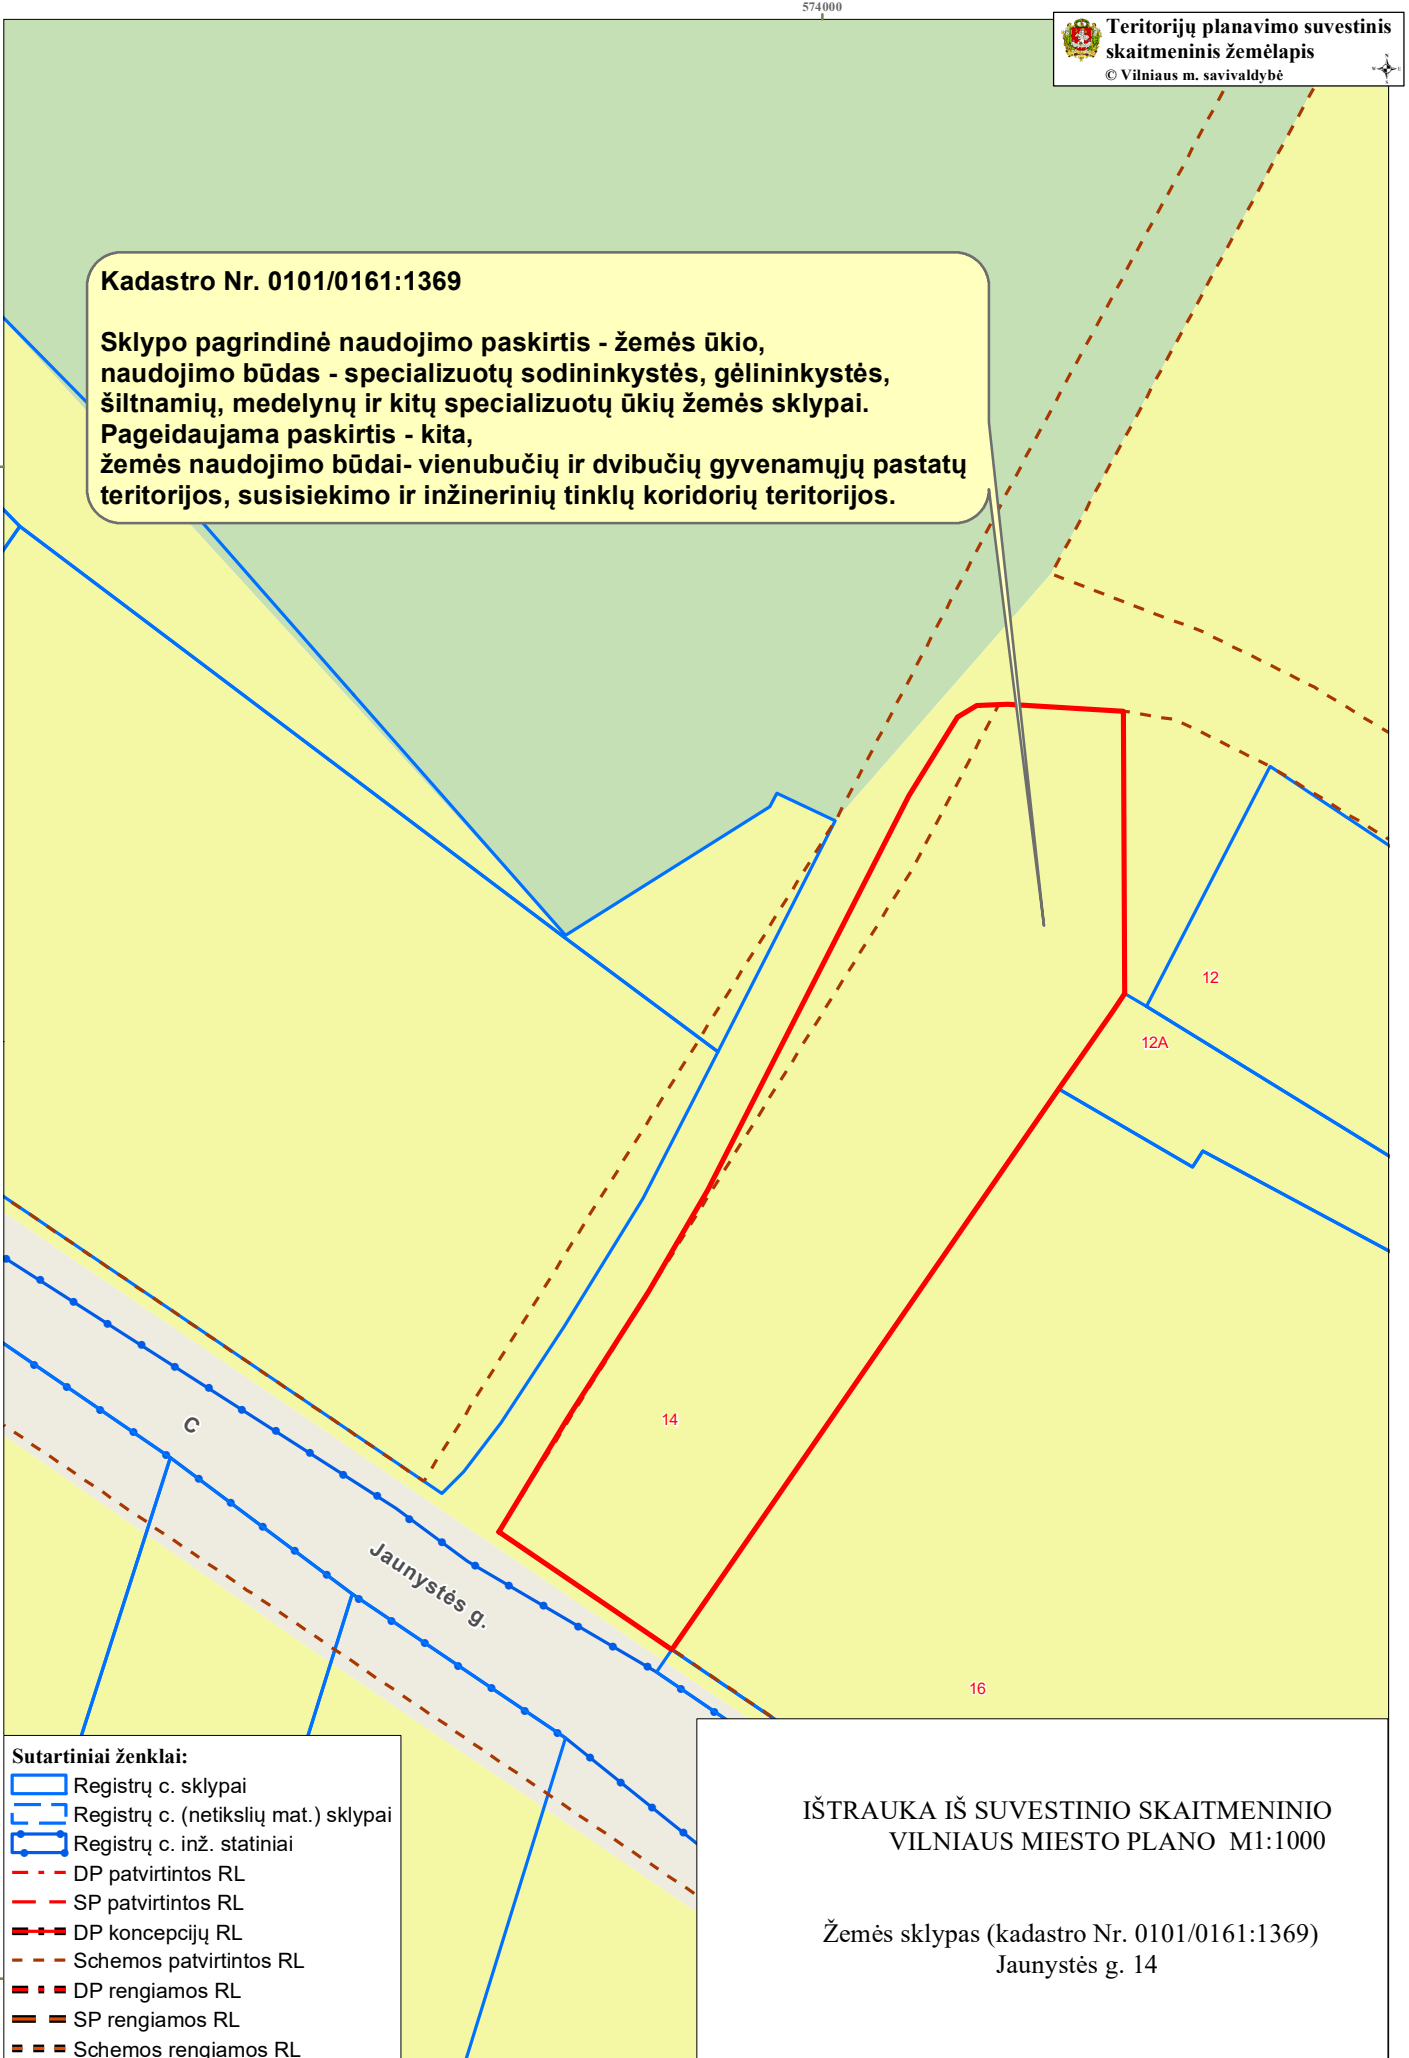 574000
Teritorijų planavimo suvestinis
skaitmeninis žemėlapis
© Vilniaus m. savivaldybė
Kadastro Nr. 0101/0161:1369
Sklypo pagrindinė naudojimo paskirtis - žemės ūkio,
naudojimo būdas - specializuotų sodininkystės, gėlininkystės,
šiltnamių, medelynų ir kitų specializuotų ūkių žemės sklypai.
Pageidaujama paskirtis - kita,
žemės naudojimo būdai- vienubučių ir dvibučių gyvenamųjų pastatų
teritorijos, susisiekimo ir inžinerinių tinklų koridorių teritorijos.
12
12A
14
C
Jaunystės g.
16
Sutartiniai ženklai:
Registrų c. sklypai
Registrų c. (netikslių mat.) sklypai
Registrų c. inž. statiniai
DP patvirtintos RL
SP patvirtintos RL
DP koncepcijų RL
Schemos patvirtintos RL
DP rengiamos RL
SP rengiamos RL
Schemos rengiamos RL
IŠTRAUKA IŠ SUVESTINIO SKAITMENINIO
VILNIAUS MIESTO PLANO M1:1000
Žemės sklypas (kadastro Nr. 0101/0161:1369)
Jaunystės g. 14